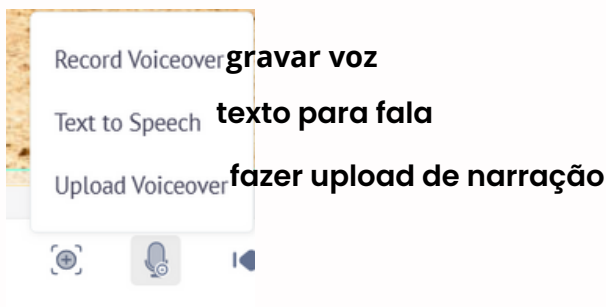 Record Voiceover gravar voz
Text to Speech texto para fala
Upload Voiceover fazer upload de narração